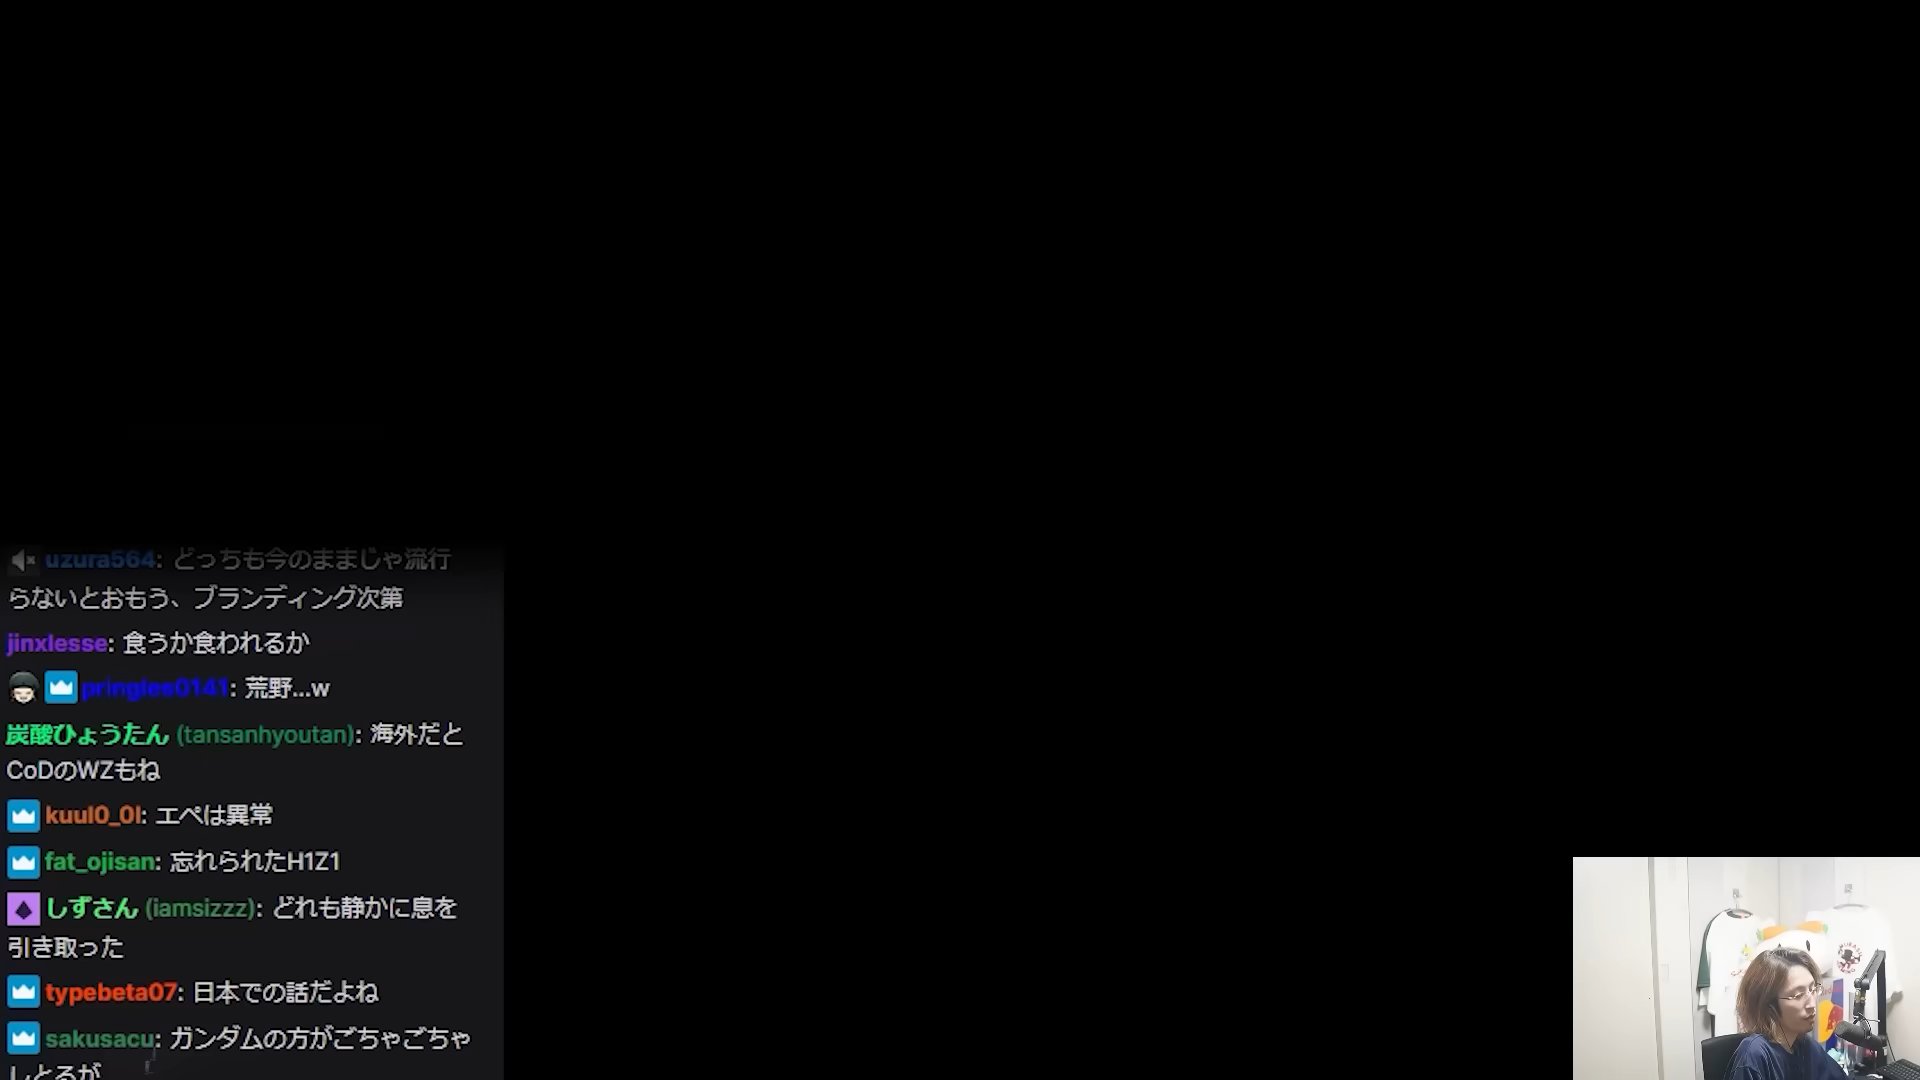 uzura564: どっちも今のままじゃ流行
らないとおもう、ブランディング次第
jinxlesse: 食うか食われるか
pringles0141: 荒野...w
炭酸ひょうたん (tansanhyoutan): 海外だと
CoDのWZもね
kuul0_0l: エペは異常
fat_ojisan: 忘れられたH1Z1
しずさん (iamsizzz): どれも静かに息を
引き取った
typebeta07: 日本での話だよね
sakusacu: ガンダムの方がごちゃごちゃ
しとるが